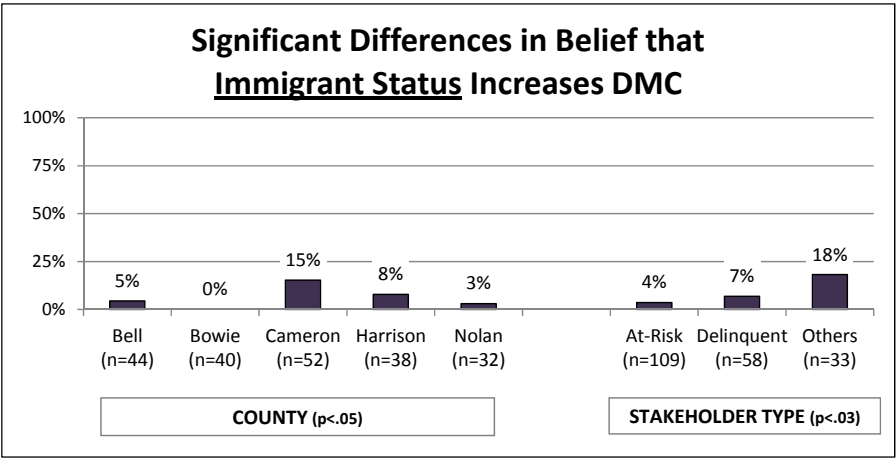 Significant Differences in Belief that
Immigrant Status Increases DMC
100%
75%
50%
25%
0%
5%
0%
15%
8%
3%
4%
7%
18%
Bell Bowie Cameron Harrison Nolan At-Risk Delinquent Others
(n=44) (n=40) (n=52) (n=38) (n=32) (n=109) (n=58) (n=33)
COUNTY (p<.05) STAKEHOLDER TYPE (p<.03)